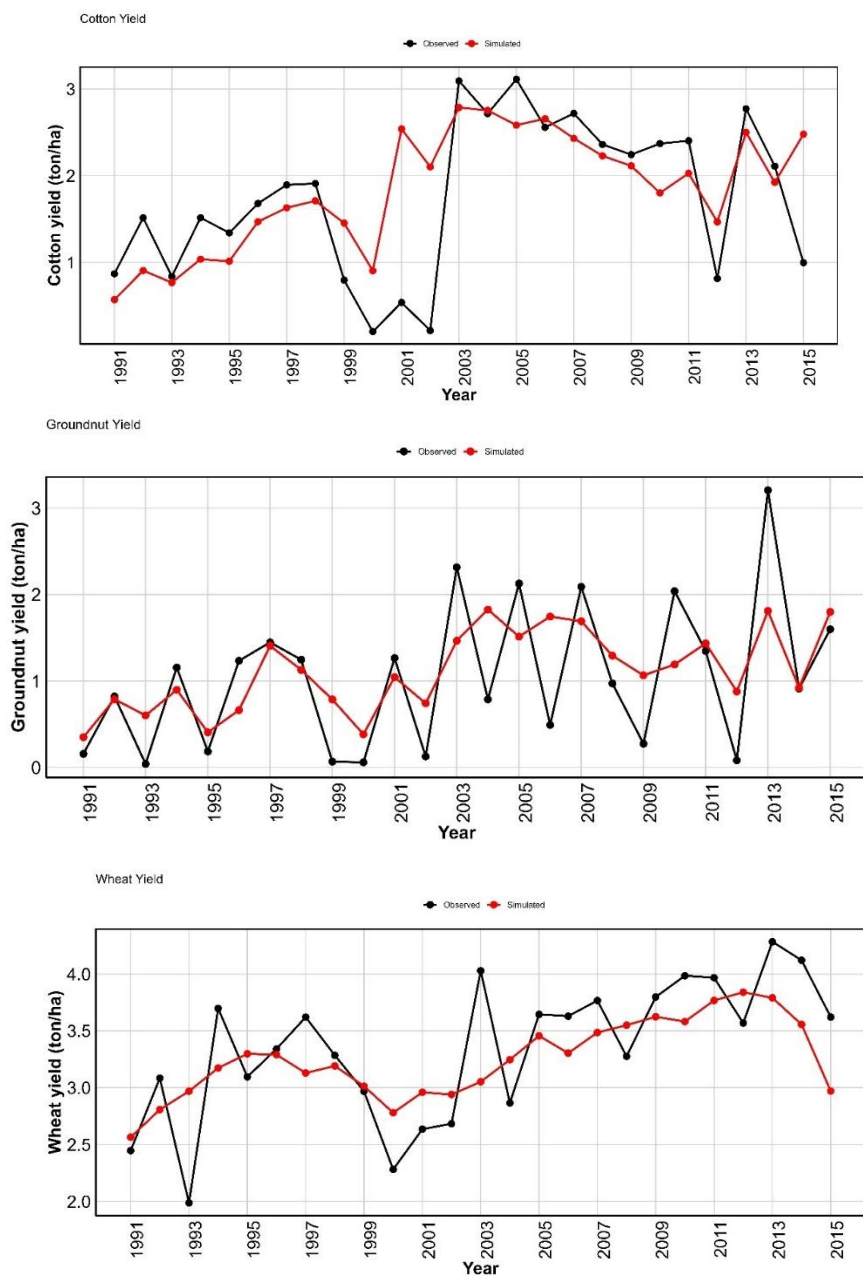 Cotton Yield
Observed Simulated
Cotton yield (ton/ha)
3
2
1
1991 1993 1995 1997 1999 2001 2003 2005 2007 2009 2011 2013 2015
Year
Groundnut Yield
Observed Simulated
Groundnut yield (ton/ha)
3
2
1
0
1991 1993 1995 1997 1999 2001 2003 2005 2007 2009 2011 2013 2015
Year
Wheat Yield
Observed Simulated
Wheat yield (ton/ha)
4.0
3.5
3.0
2.5
2.0
1991 1993 1995 1997 1999 2001 2003 2005 2007 2009 2011 2013 2015
Year